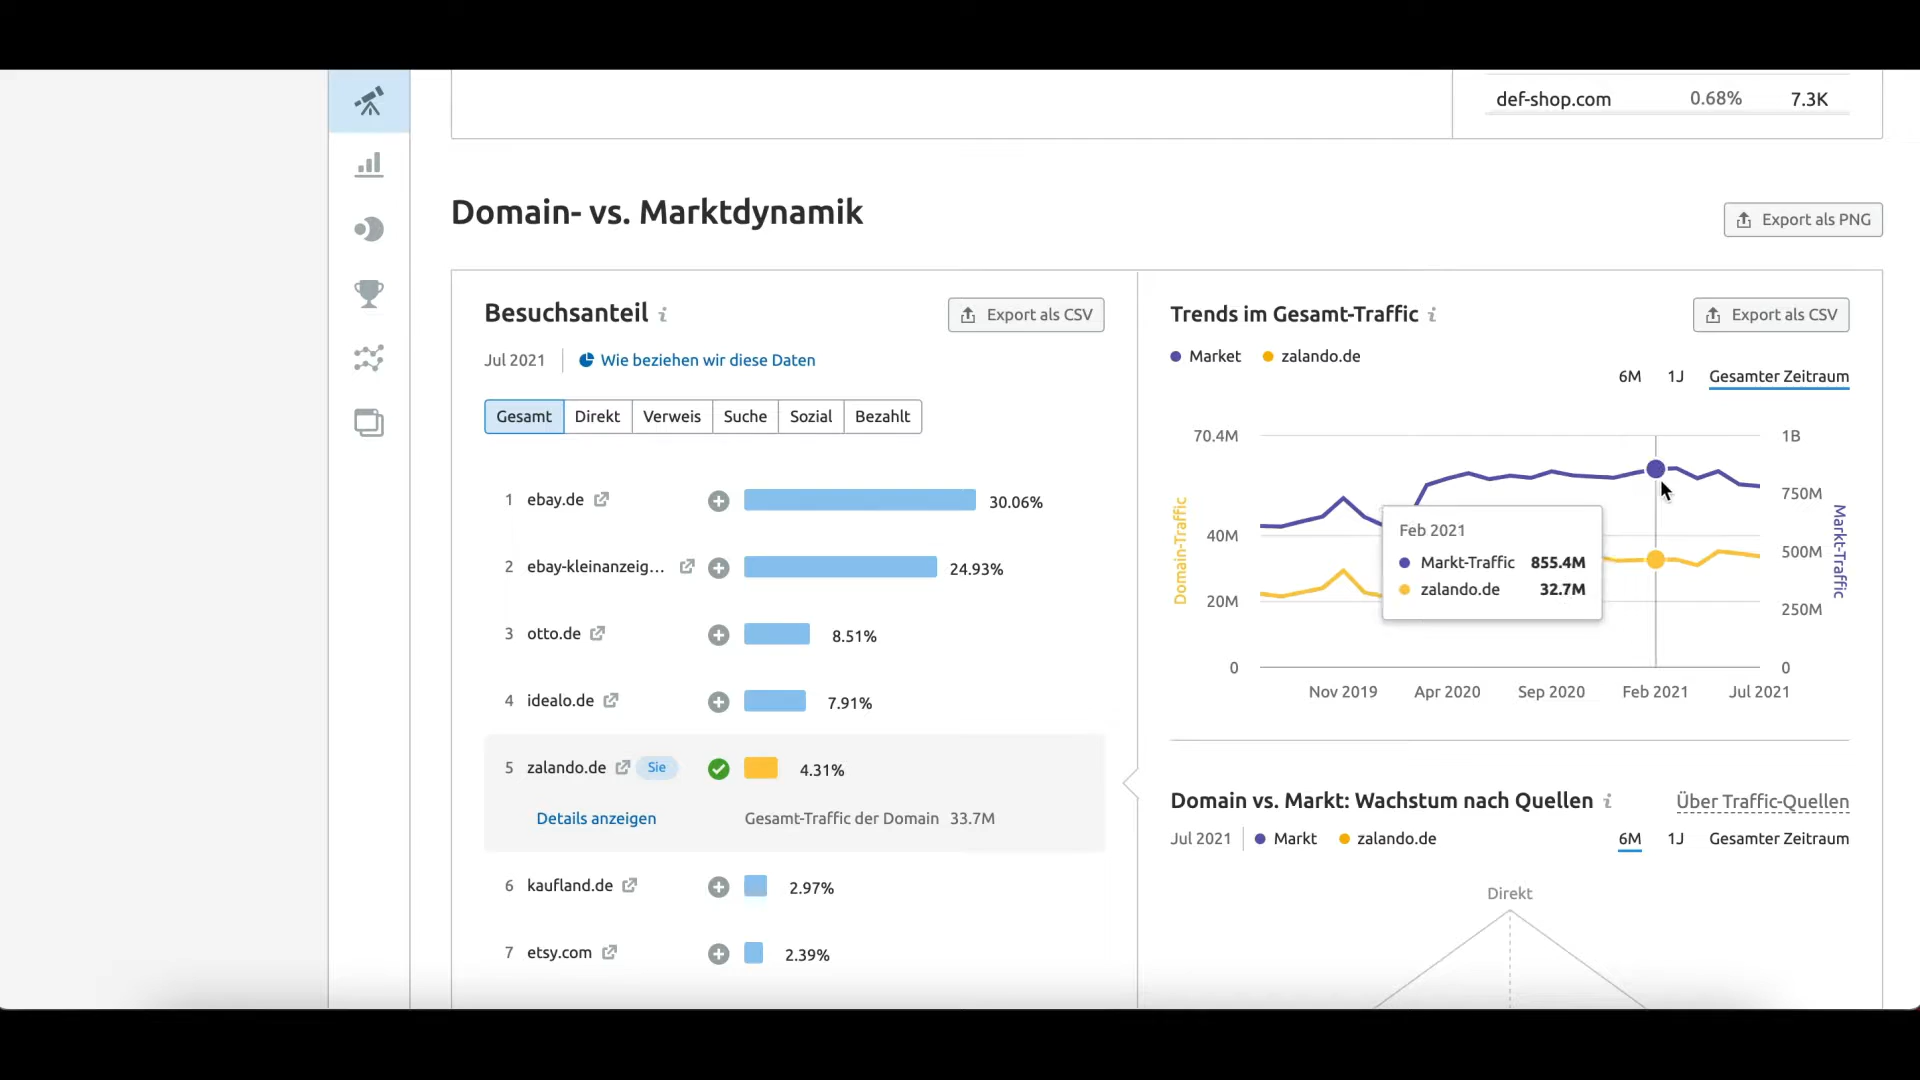 def-shop.com 0.68% 7.3K
Domain- vs. Marktdynamik
Export als PNG
Besuchsanteil
Export als CSV
Jul 2021 Wie beziehen wir diese Daten
Gesamt Direkt Verweis Suche Sozial Bezahlt
1 ebay.de 30.06%
2 ebay-kleinanzeig... 24.93%
3 otto.de 8.51%
4 idealo.de 7.91%
5 zalando.de Sie 4.31%
Details anzeigen Gesamt-Traffic der Domain 33.7M
6 kaufland.de 2.97%
7 etsy.com 2.39%
Trends im Gesamt-Traffic
Export als CSV
Market zalando.de
6M 1J Gesamter Zeitraum
70.4M 1B
750M
40M 500M
20M 250M
0 0
Domain-Traffic
Markt-Traffic
Feb 2021
Markt-Traffic 855.4M
zalando.de 32.7M
Nov 2019 Apr 2020 Sep 2020 Feb 2021 Jul 2021
Domain vs. Markt: Wachstum nach Quellen Über Traffic-Quellen
Jul 2021 Markt zalando.de 6M 1J Gesamter Zeitraum
Direkt